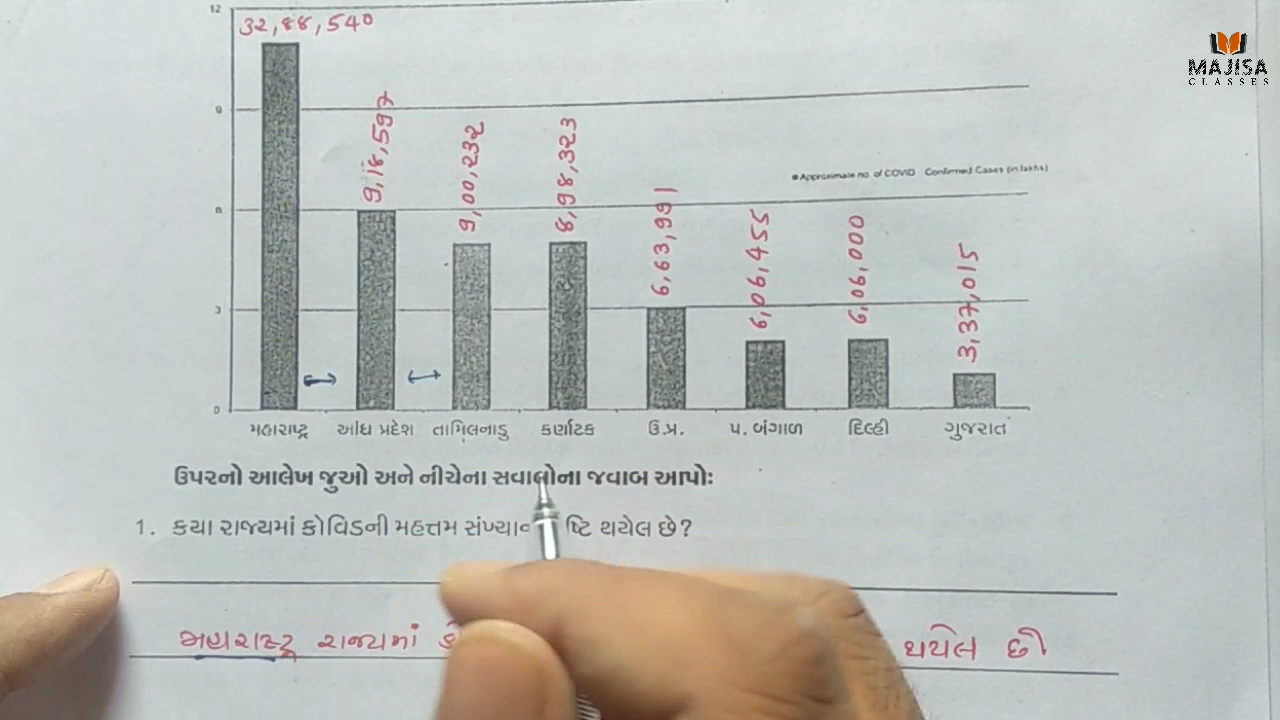 MAJISA
CLASSES
12
32,88,540
9
9,18,597
9,00,232
8,98,323
Approximate no. of COVID Confirmed Cases (in lakhs)
6
6,63,991
6,06,455
6,06,000
3,37,015
3
0
મહારાષ્ટ્ર આંધ્ર પ્રદેશ તામિલનાડુ કર્ણાટક ઉ.પ્ર. પ. બંગાળ દિલ્હી ગુજરાત
ઉપરનો આલેખ જુઓ અને નીચેના સવાલોના જવાબ આપો:
1. કયા રાજ્યમાં કોવિડની મહત્તમ થયેલ છે?
મહારાષ્ટ્ર રાજ્યમાં થયેલ છે